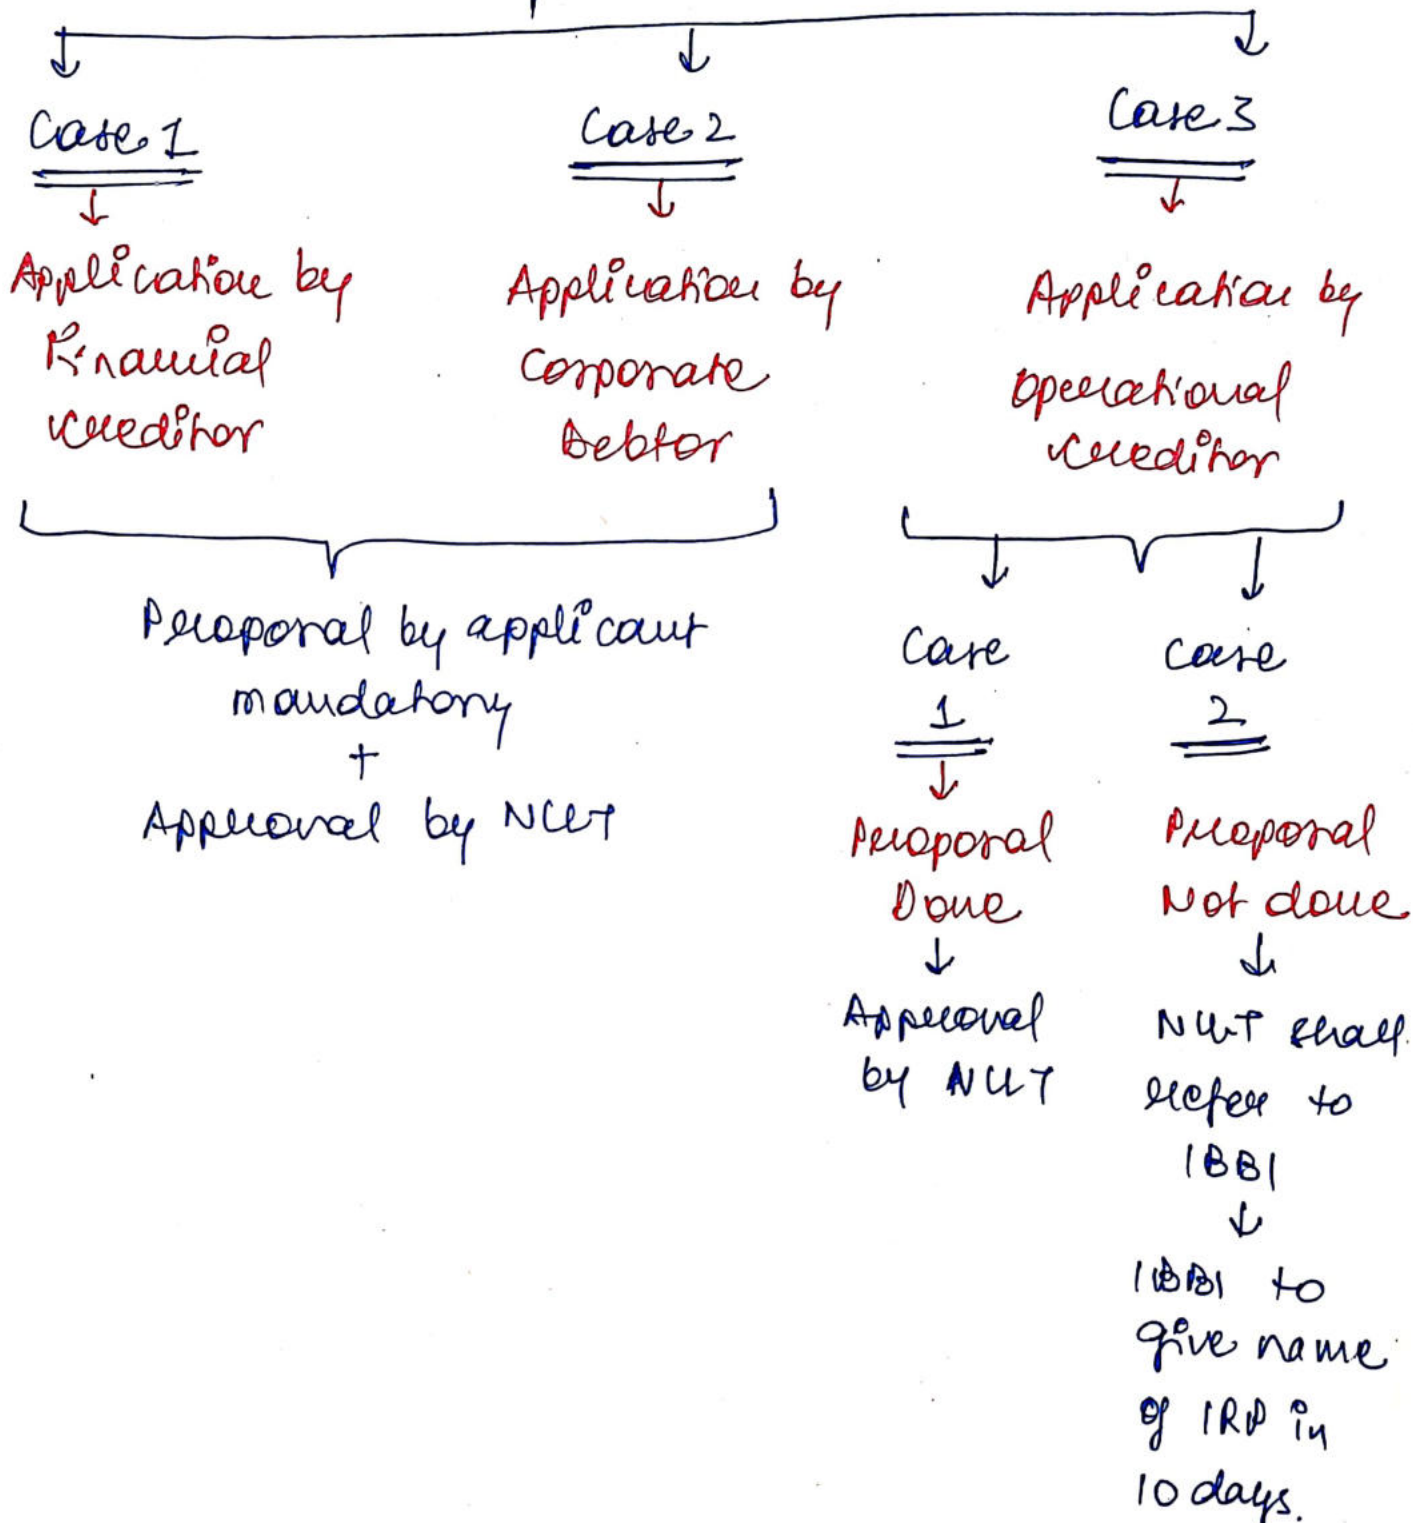 Case 1
Application by
Financial
Creditor
Case 2
Application by
Corporate
Debtor
Case 3
Application by
Operational
Creditor
Proposal by applicant
mandatory
+
Approval by NCLT
Case
1
Proposal
Done
Approval
by NCLT
Case
2
Proposal
Not done
NCLT shall
refer to
IBBI
IBBI to
give name
of IRP in
10 days.